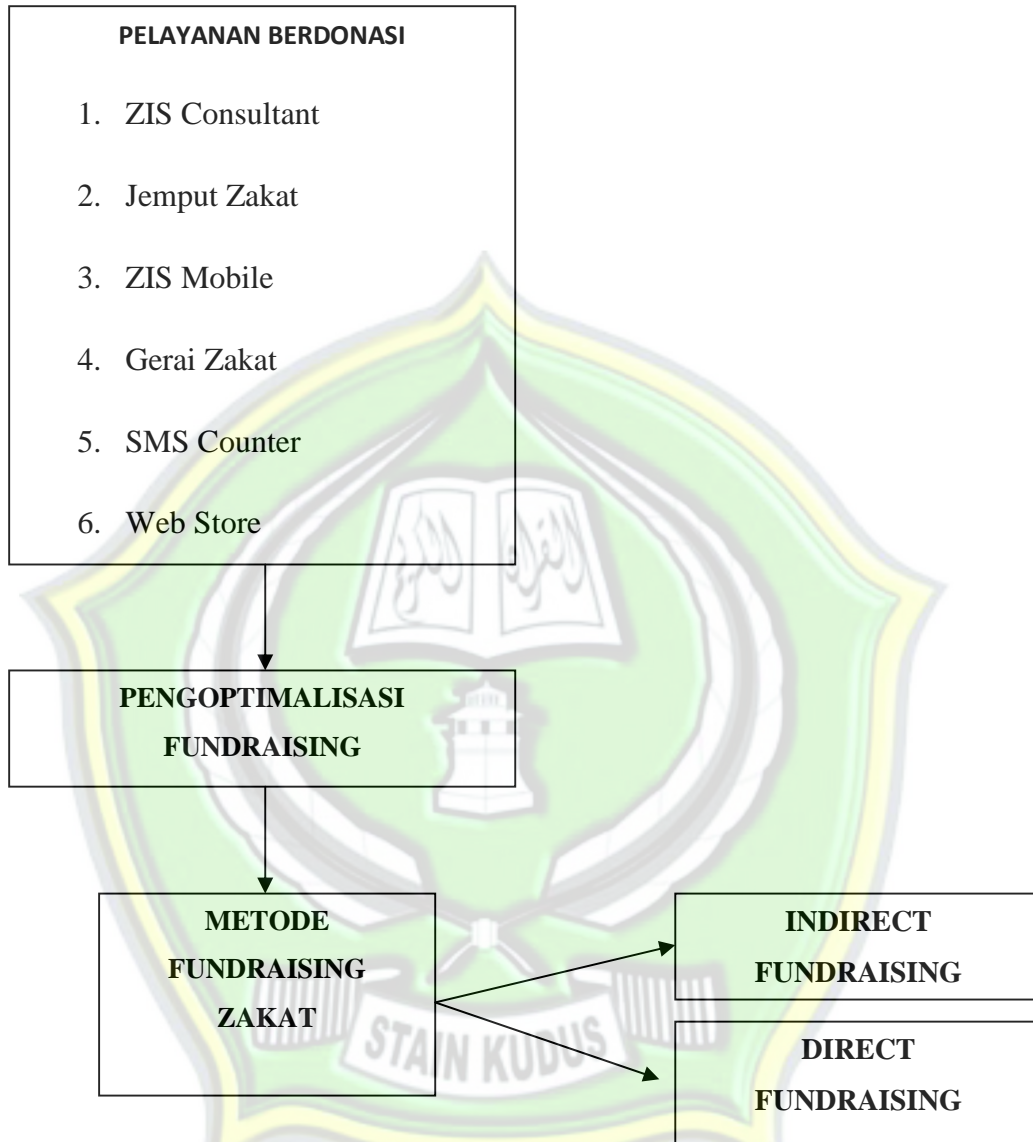 PELAYANAN BERDONASI
1. ZIS Consultant
2. Jemput Zakat
3. ZIS Mobile
4. Gerai Zakat
5. SMS Counter
6. Web Store
PENGOPTIMALISASI
FUNDRAISING
METODE
FUNDRAISING
ZAKAT
INDIRECT
FUNDRAISING
DIRECT
FUNDRAISING
STAIN KUDUS